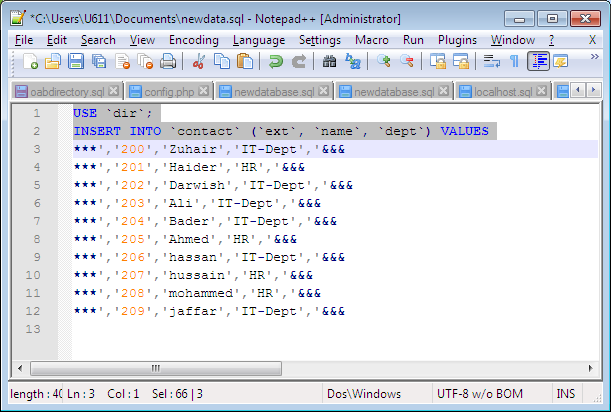 *C:\Users\U611\Documents\newdata.sql - Notepad++ [Administrator]
File Edit Search View Encoding Language Settings Macro Run Plugins Window ? X
oabdirectory.sql config.php newdatabase.sql newdatabase.sql localhost.sql
1 USE `dir`;
2 INSERT INTO `contact` (`ext`, `name`, `dept`) VALUES
3 ***','200','Zuhair','IT-Dept','&&&
4 ***','201','Haider','HR','&&&
5 ***','202','Darwish','IT-Dept','&&&
6 ***','203','Ali','IT-Dept','&&&
7 ***','204','Bader','IT-Dept','&&&
8 ***','205','Ahmed','HR','&&&
9 ***','206','hassan','IT-Dept','&&&
10 ***','207','hussain','HR','&&&
11 ***','208','mohammed','HR','&&&
12 ***','209','jaffar','IT-Dept','&&&
13
length : 40 Ln : 3 Col : 1 Sel : 66 | 3 Dos\Windows UTF-8 w/o BOM INS